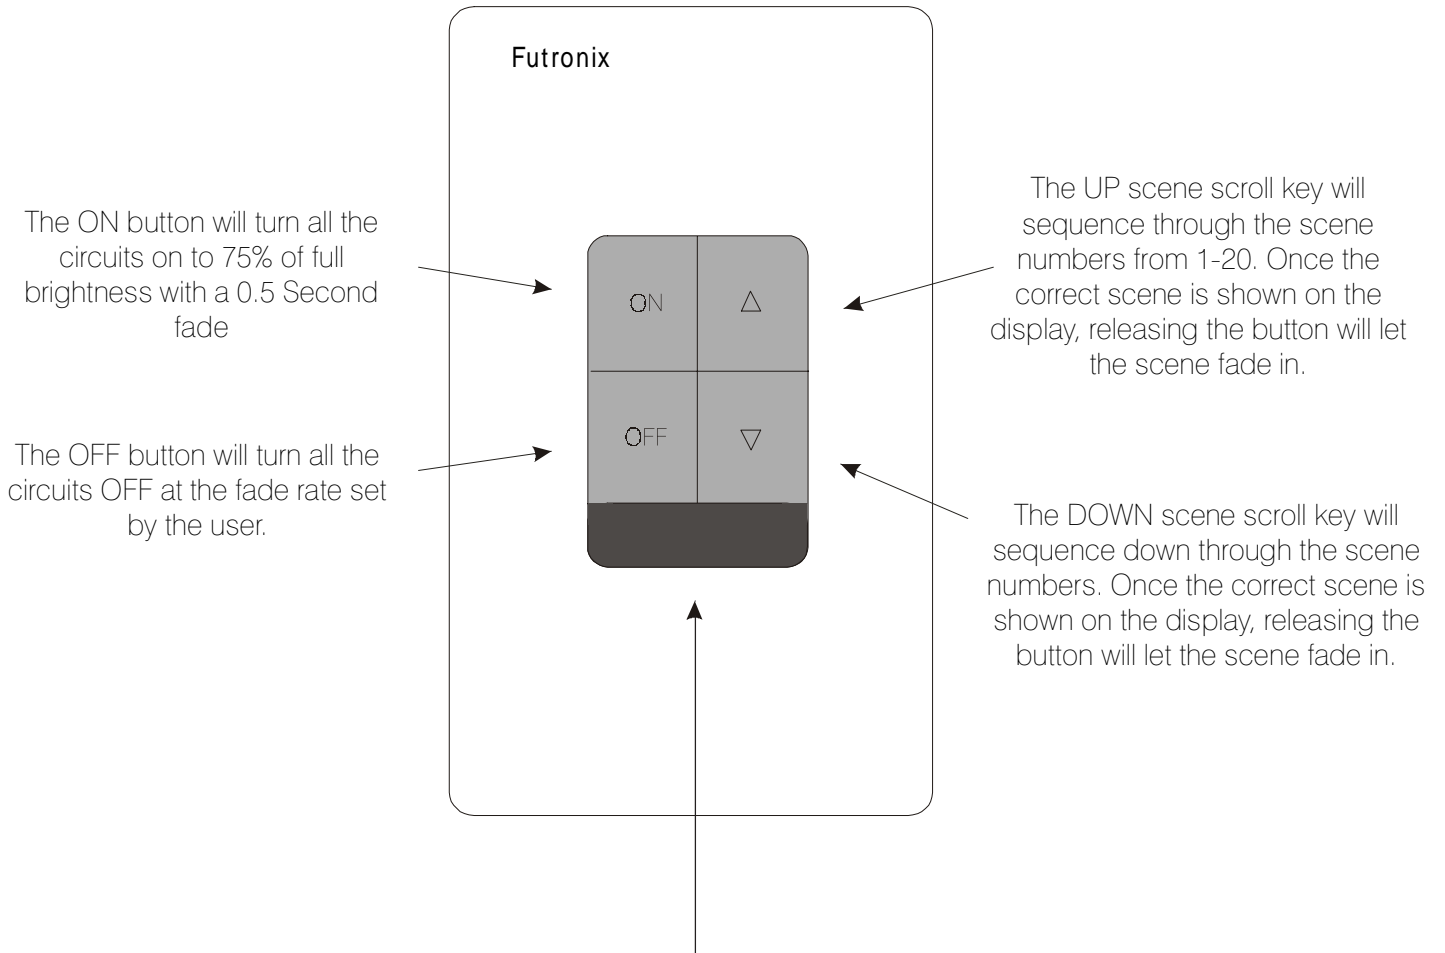 Futronix
The ON button will turn all the
circuits on to 75% of full
brightness with a 0.5 Second
fade
The UP scene scroll key will
sequence through the scene
numbers from 1-20. Once the
correct scene is shown on the
display, releasing the button will let
the scene fade in.
ON
OFF
The OFF button will turn all the
circuits OFF at the fade rate set
by the user.
The DOWN scene scroll key will
sequence down through the scene
numbers. Once the correct scene is
shown on the display, releasing the
button will let the scene fade in.